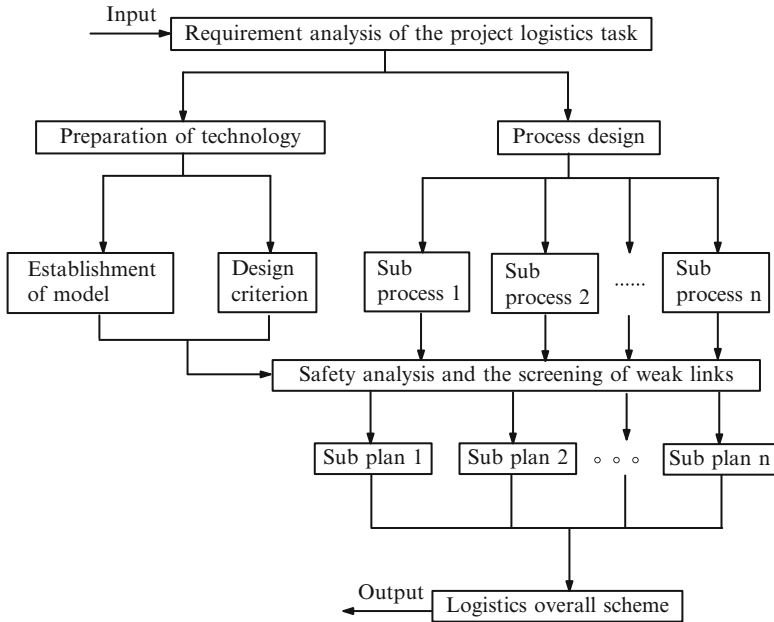 Input
Requirement analysis of the project logistics task
Preparation of technology
Process design
Establishment
of model
Design
criterion
Sub
process 1
Sub
process 2
......
Sub
process n
Safety analysis and the screening of weak links
Sub plan 1
Sub plan 2
° ° °
Sub plan n
Output
Logistics overall scheme